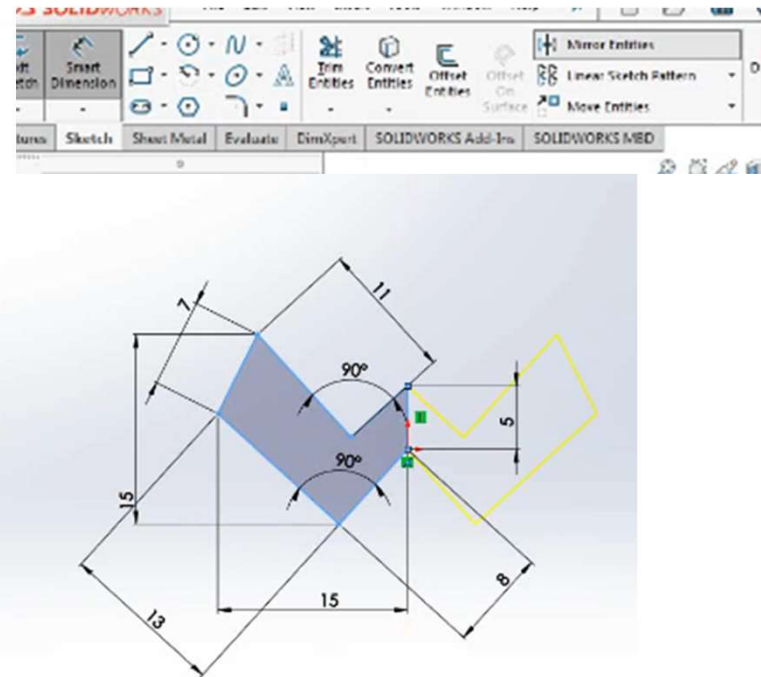 SOLIDWORKS
Smart
Dimension
Trim
Entities
Convert
Entities
Offset
Entities
Offset
On
Surface
Mirror Entities
Linear Sketch Pattern
Move Entities
Sketch
Sheet Metal
Evaluate
DimXpert
SOLIDWORKS Add-Ins
SOLIDWORKS MBD
11
7
90°
5
90°
15
8
15
13